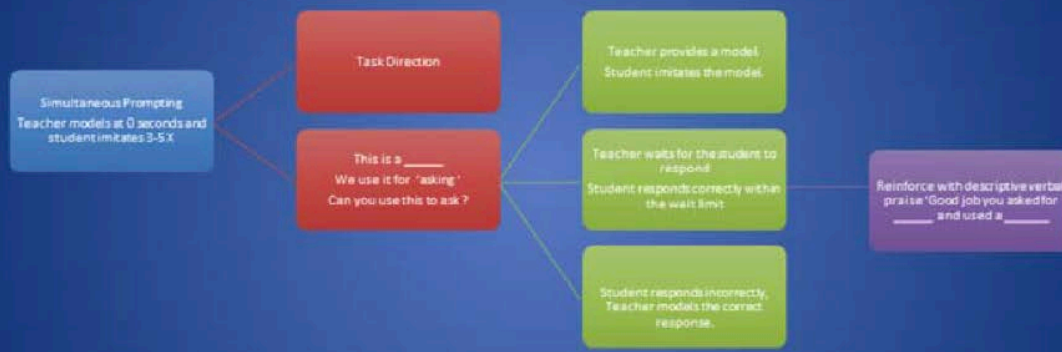 Simultaneous Prompting
Teacher models at 0 seconds and
student imitates 3-5X
Task Direction
This is a ______
We use it for 'asking'
Can you use this to ask?
Teacher provides a model.
Student imitates the model.
Teacher waits for the student to
respond
Student responds correctly within
the wait limit
Student responds incorrectly,
Teacher models the correct
response.
Reinforce with descriptive verbal
praise 'Good job you asked for
______ and used a ______